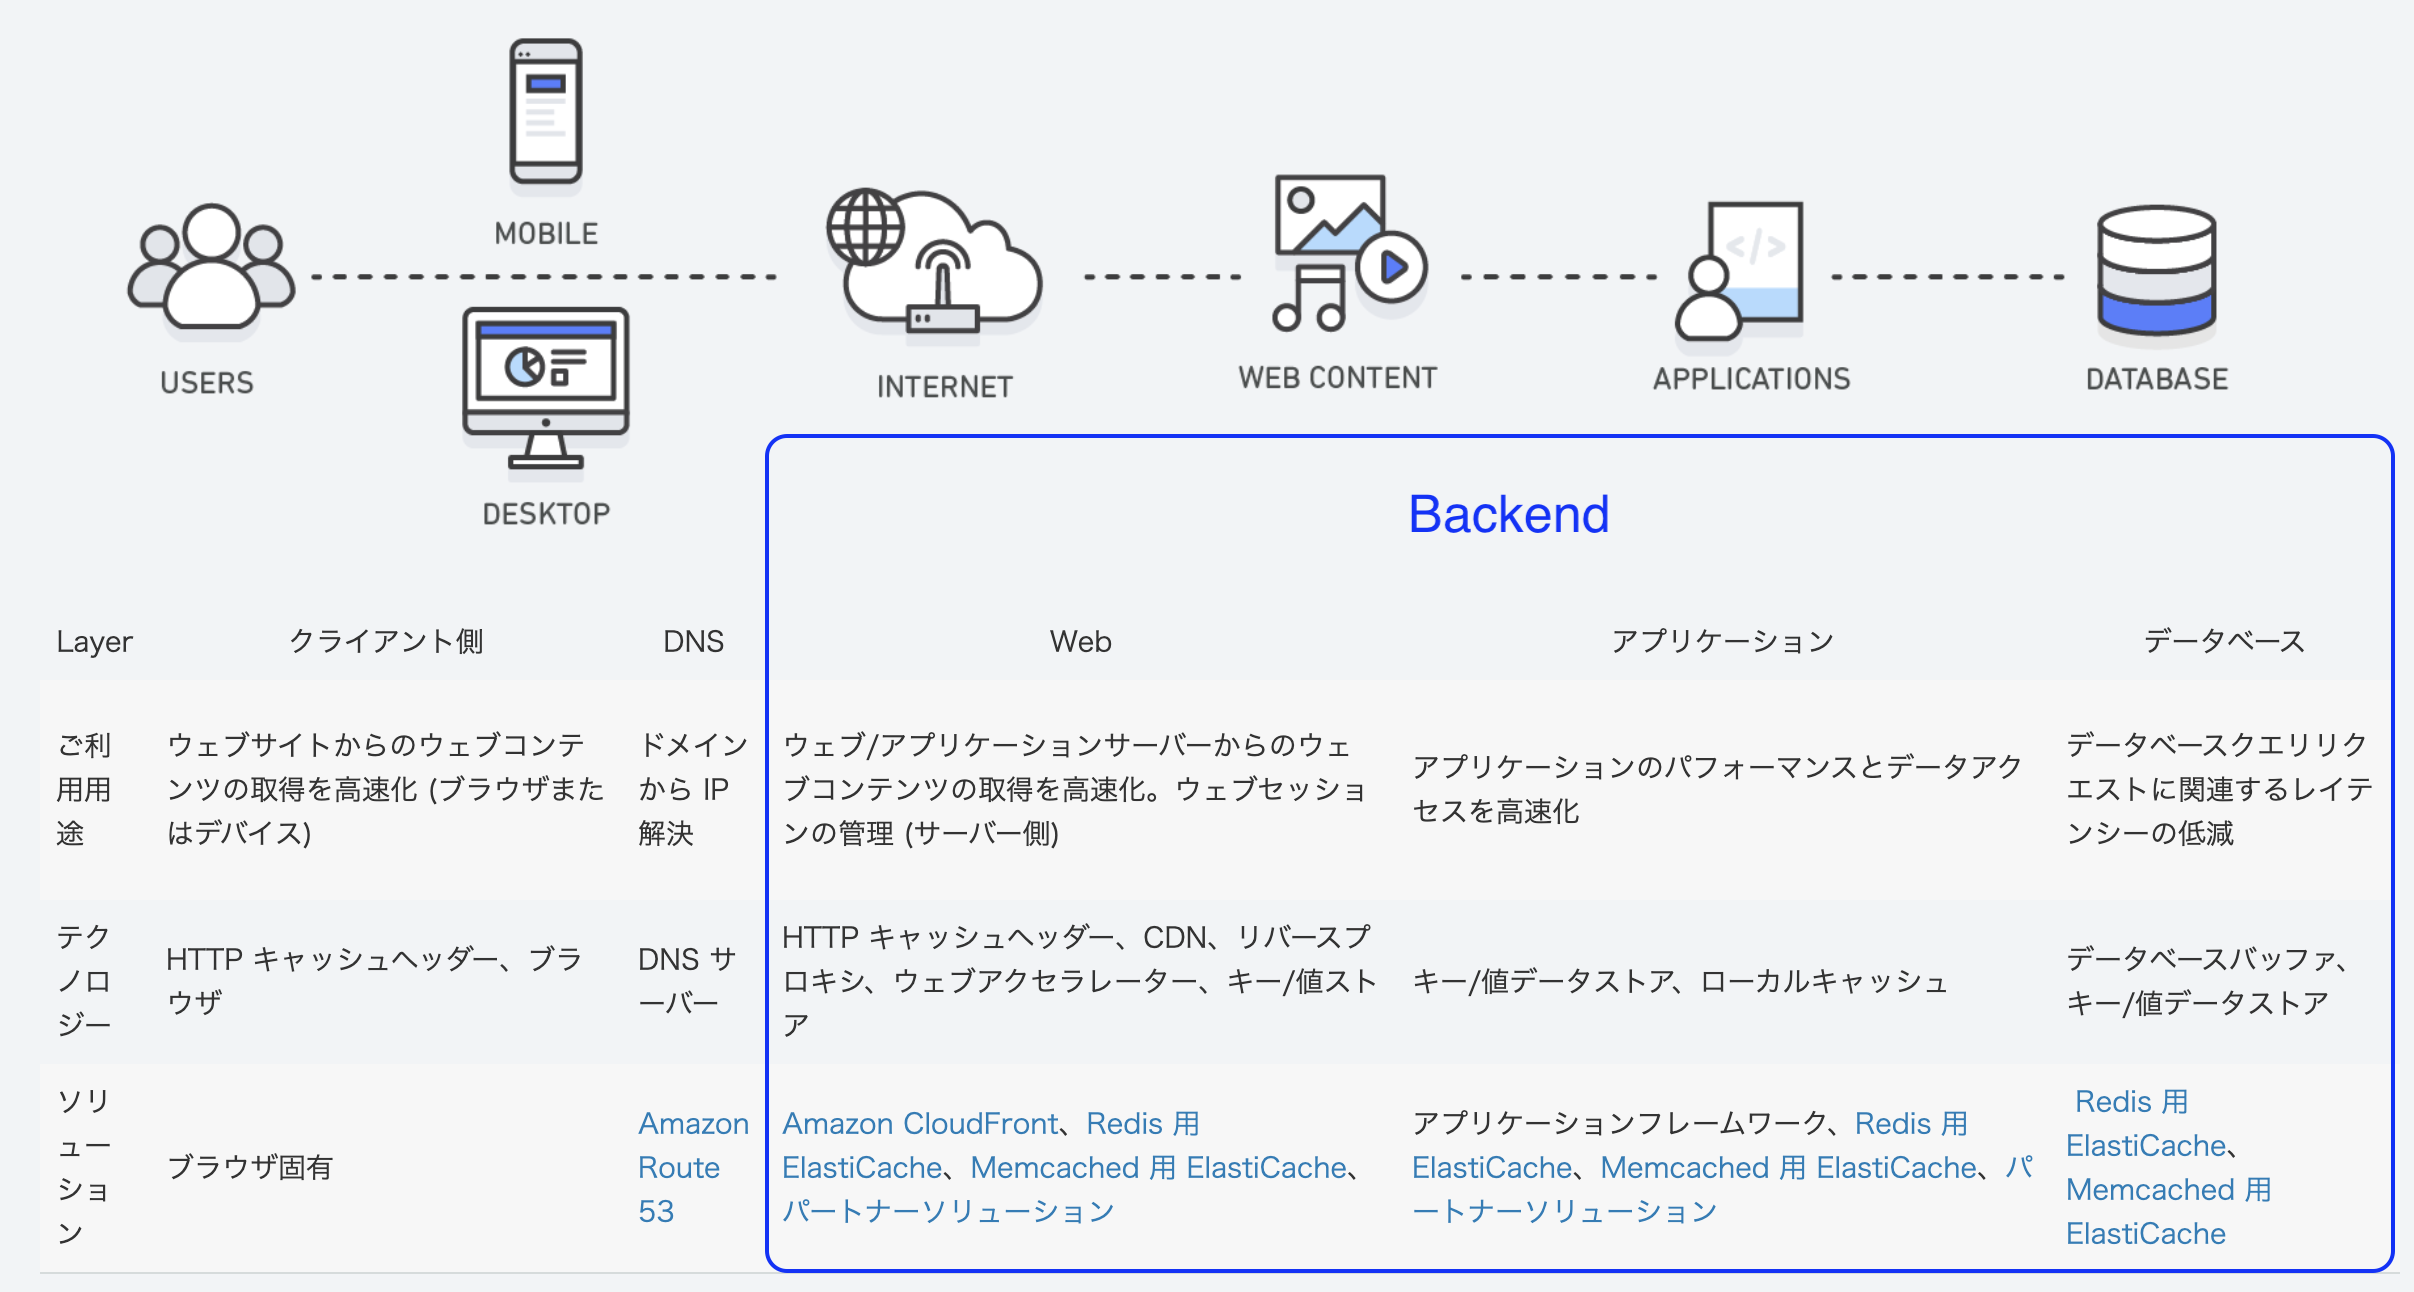 MOBILE
USERS
DESKTOP
INTERNET
WEB CONTENT
APPLICATIONS
DATABASE
Backend
Layer
クライアント側
DNS
Web
アプリケーション
データベース
ご利
用用
途
ウェブサイトからのウェブコンテ
ンツの取得を高速化 (ブラウザまた
はデバイス)
ドメイン
から IP
解決
ウェブ/アプリケーションサーバーからのウェ
ブコンテンツの取得を高速化。ウェブセッショ
ンの管理 (サーバー側)
アプリケーションのパフォーマンスとデータアク
セスを高速化
データベースクエリリク
エストに関連するレイテ
ンシーの低減
テク
ノロ
ジー
HTTP キャッシュヘッダー、ブラ
ウザ
DNS サ
ーバー
HTTP キャッシュヘッダー、CDN、リバースプ
ロキシ、ウェブアクセラレーター、キー/値スト
ア
キー/値データストア、ローカルキャッシュ
データベースバッファ、
キー/値データストア
ソリ
ュー
ショ
ン
ブラウザ固有
Amazon
Route
53
Amazon CloudFront、Redis 用
ElastiCache、Memcached 用 ElastiCache、
パートナーソリューション
アプリケーションフレームワーク、Redis 用
ElastiCache、Memcached 用 ElastiCache、パ
ートナーソリューション
Redis 用
ElastiCache、
Memcached 用
ElastiCache